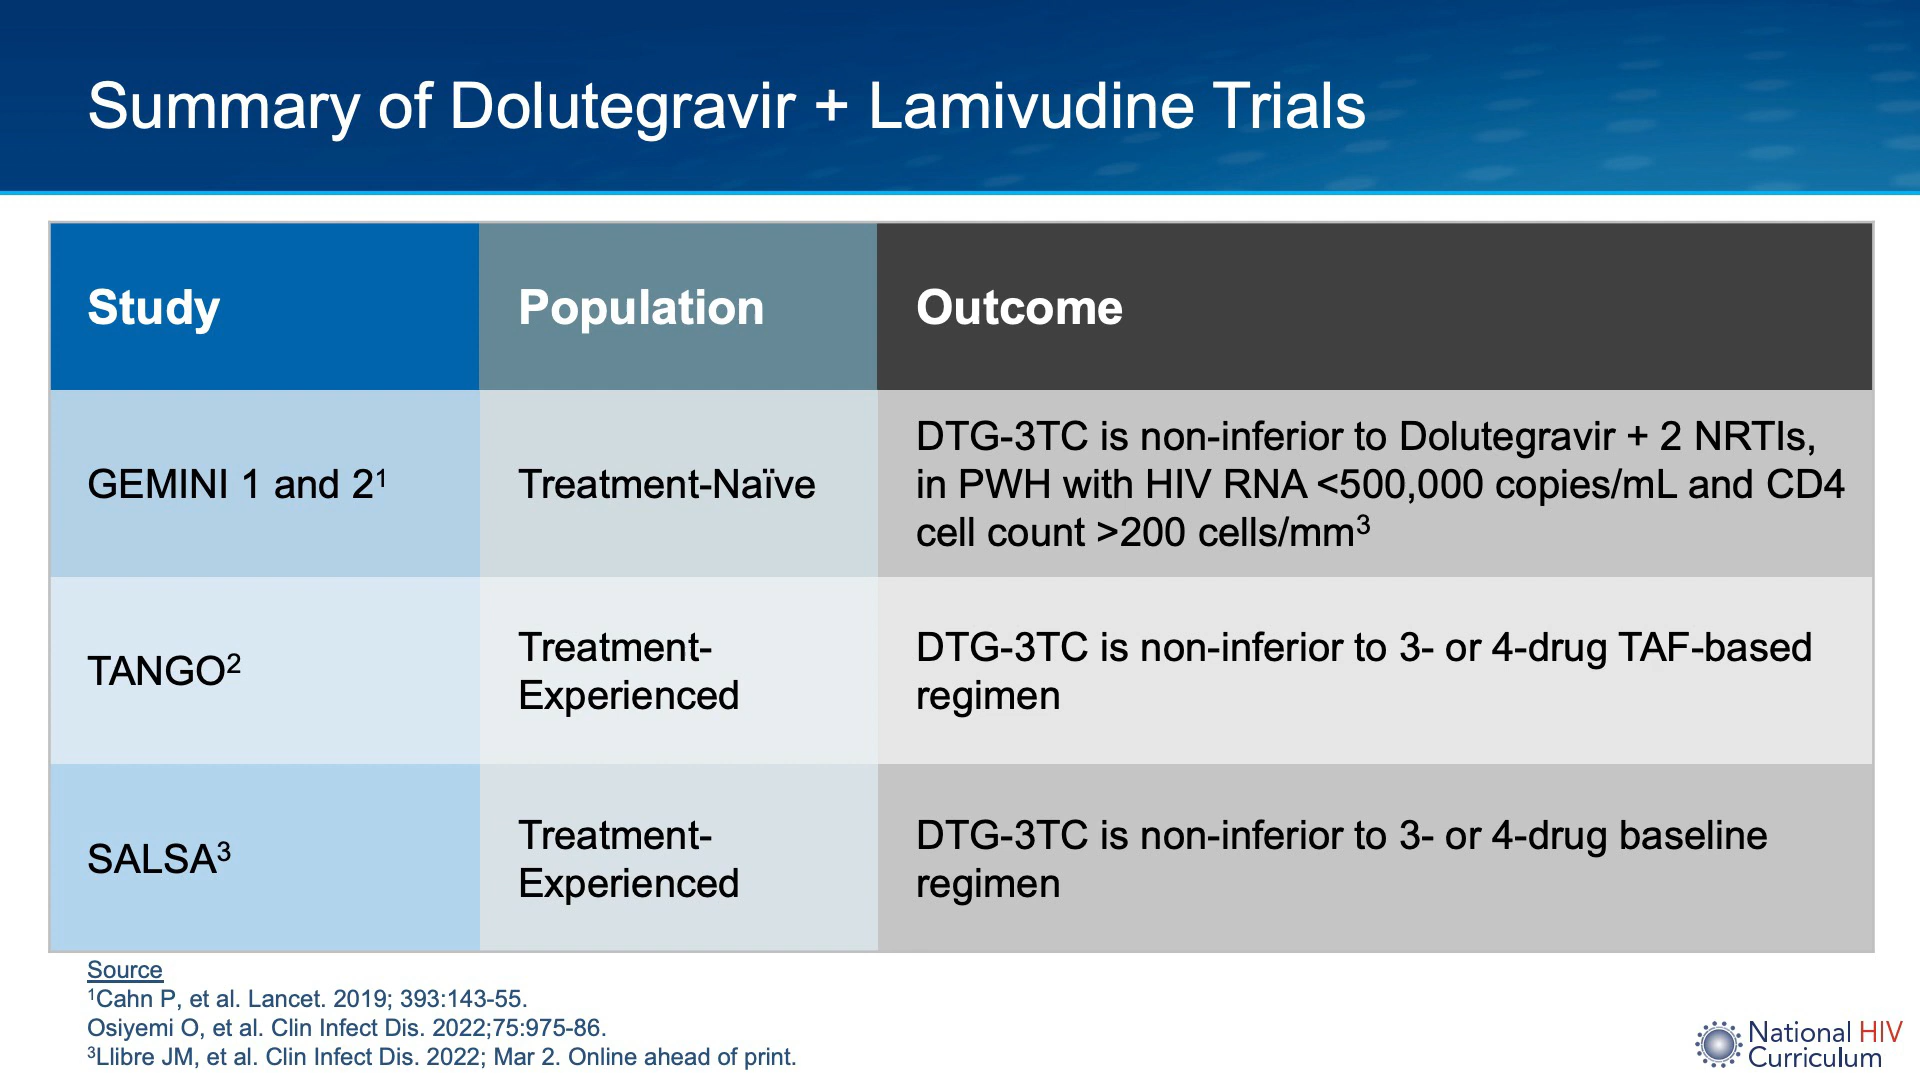 Summary of Dolutegravir + Lamivudine Trials
Study
Population
Outcome
GEMINI 1 and 2¹
Treatment-Naïve
DTG-3TC is non-inferior to Dolutegravir + 2 NRTIs,
in PWH with HIV RNA <500,000 copies/mL and CD4
cell count >200 cells/mm³
TANGO²
Treatment-
Experienced
DTG-3TC is non-inferior to 3- or 4-drug TAF-based
regimen
SALSA³
Treatment-
Experienced
DTG-3TC is non-inferior to 3- or 4-drug baseline
regimen
Source
¹Cahn P, et al. Lancet. 2019; 393:143-55.
Osiyemi O, et al. Clin Infect Dis. 2022;75:975-86.
³Llibre JM, et al. Clin Infect Dis. 2022; Mar 2. Online ahead of print.
National HIV
Curriculum